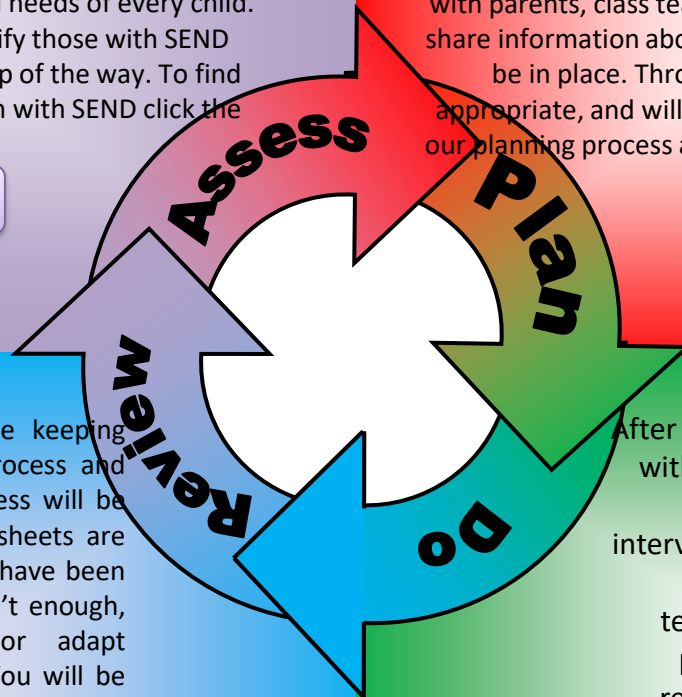 needs of every child.
ify those with SEND
p of the way. To find
with SEND click the
with parents, class tea
share information abo
be in place. Thro
appropriate, and will
our planning process a
Assess
Plan
Do
Review
e keeping
rocess and
ess will be
sheets are
have been
't enough,
or adapt
ou will be
After
with
interv
te